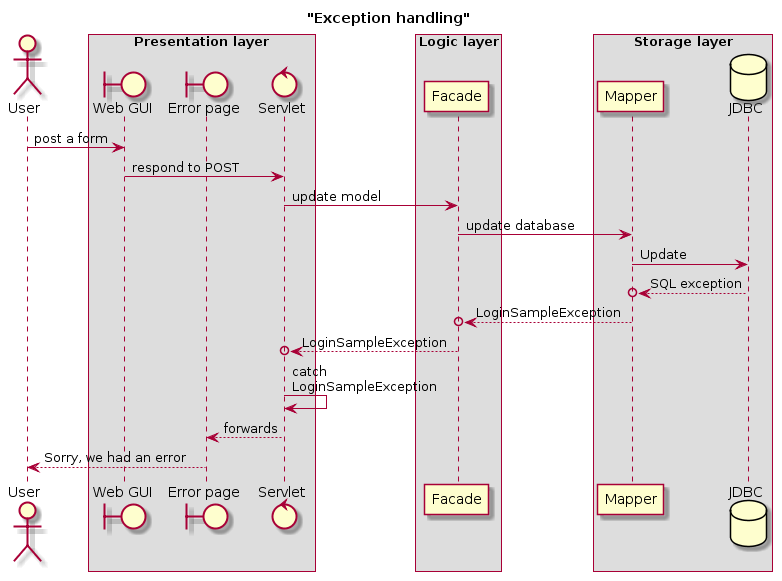 "Exception handling"
Presentation layer
Logic layer
Storage layer
User
Web GUI
Error page
Servlet
Facade
Mapper
JDBC
post a form
respond to POST
update model
update database
Update
SQL exception
LoginSampleException
LoginSampleException
catch
LoginSampleException
forwards
Sorry, we had an error
User
Web GUI
Error page
Servlet
Facade
Mapper
JDBC